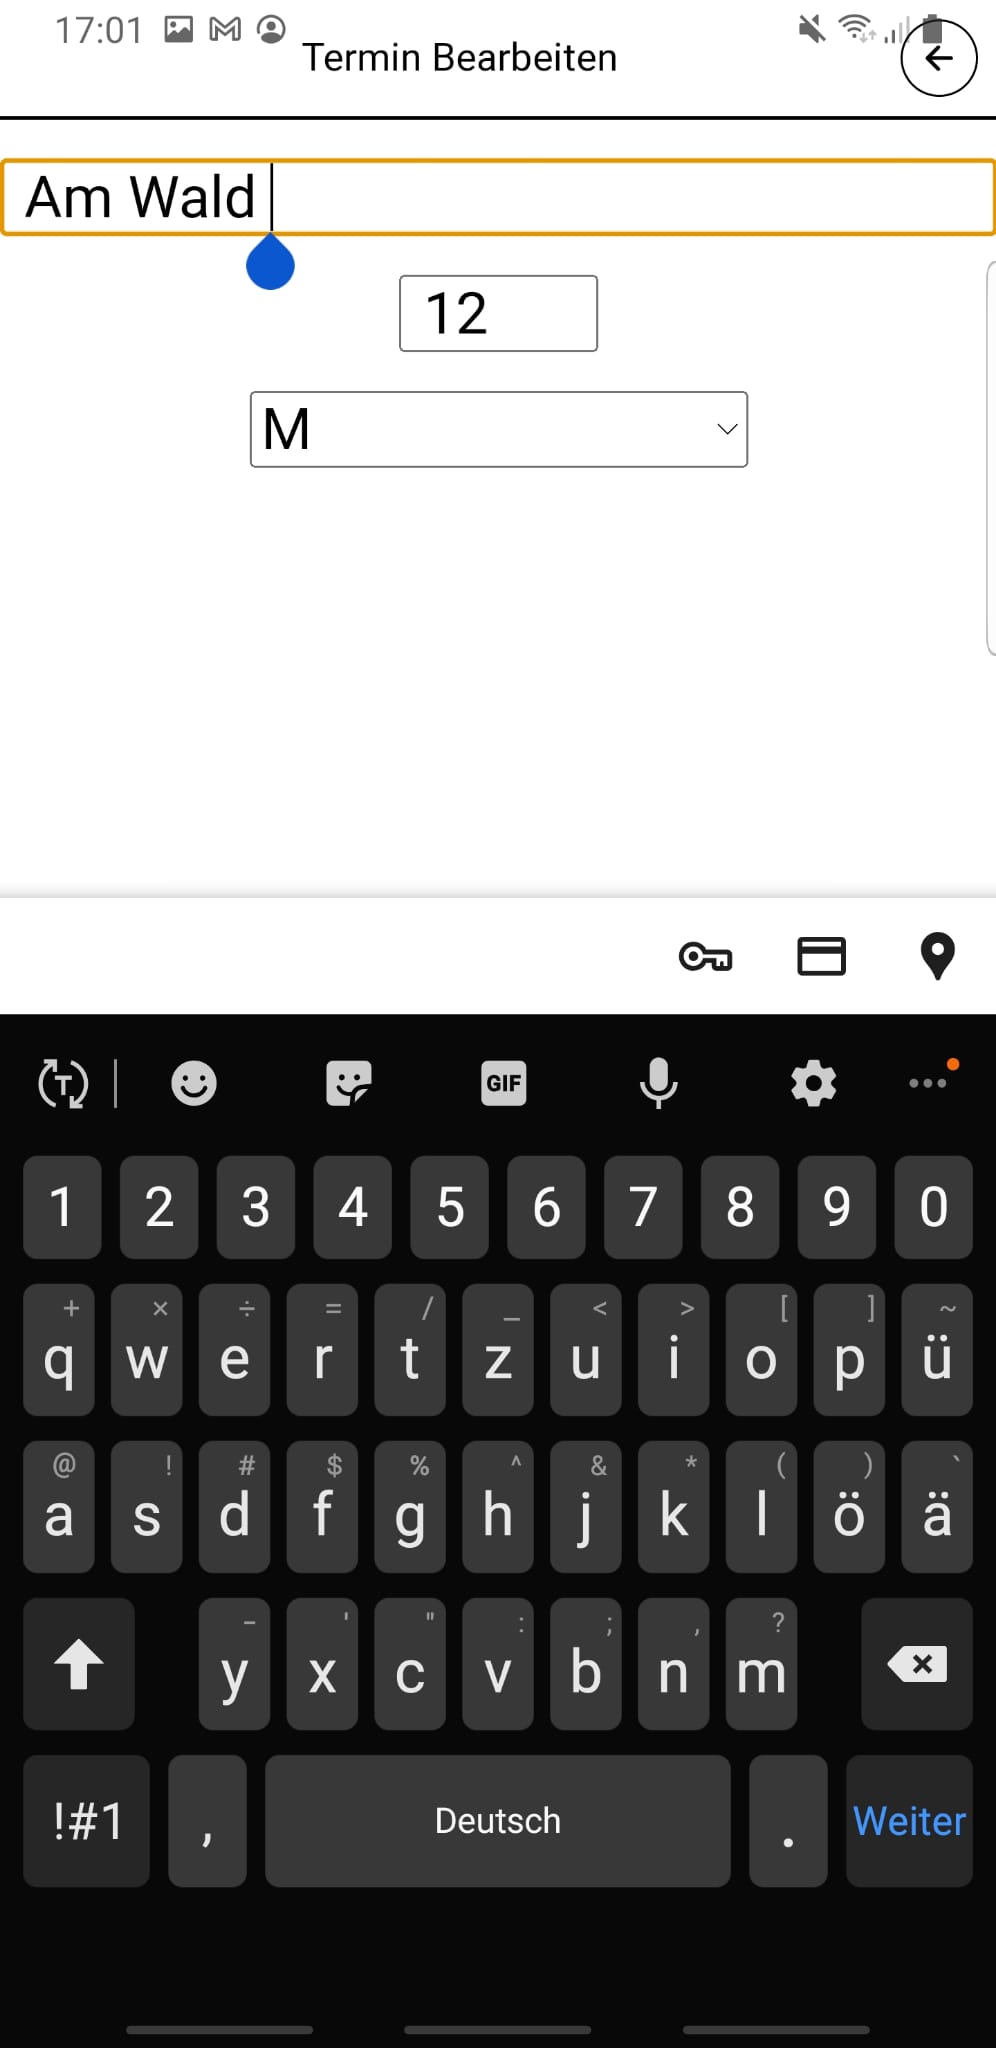 17:01
Termin Bearbeiten
Am Wald
12
M
GIF
1 2 3 4 5 6 7 8 9 0
+ × ÷ = / _ < > [ ] ~
q w e r t z u i o p ü
@ ! # $ % ^ & * ( ) `
a s d f g h j k l ö ä
- ' " : ; , ?
y x c v b n m
!#1 , Deutsch . Weiter